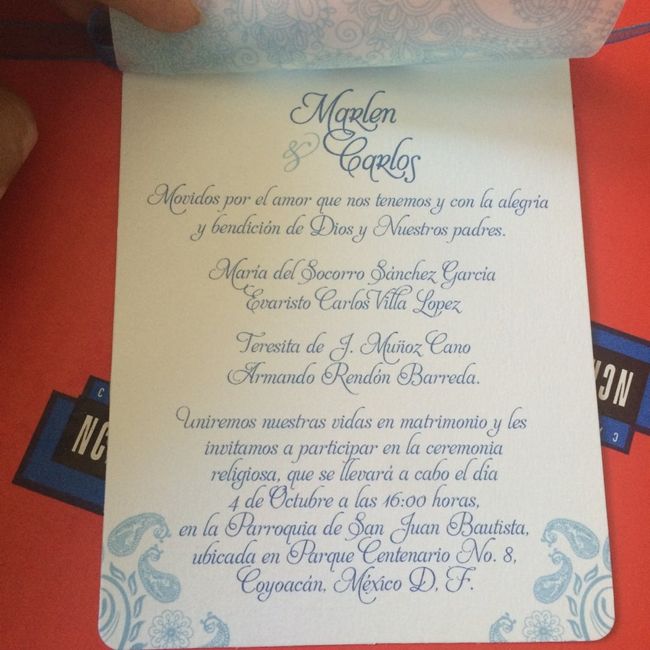 Marlen
& Carlos
Movidos por el amor que nos tenemos y con la alegria
y bendición de Dios y Nuestros padres.
María del Socorro Sánchez García
Evaristo Carlos Villa Lopez
Teresita de J. Muñoz Cano
Armando Rendón Barreda.
Uniremos nuestras vidas en matrimonio y les
invitamos a participar en la ceremonia
religiosa, que se llevará a cabo el día
4 de Octubre a las 16:00 horas,
en la Parroquia de San Juan Bautista,
ubicada en Parque Centenario No. 8,
Coyoacán, México D, F.